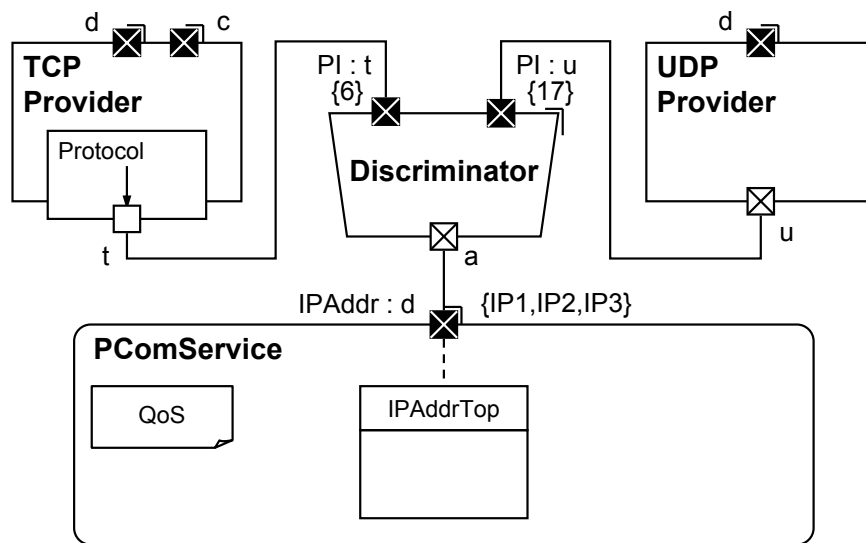 d
c
d
TCP
Provider
PI : t
{6}
PI : u
{17}
UDP
Provider
Protocol
Discriminator
t
a
u
IPAddr : d
{IP1,IP2,IP3}
PComService
QoS
IPAddrTop